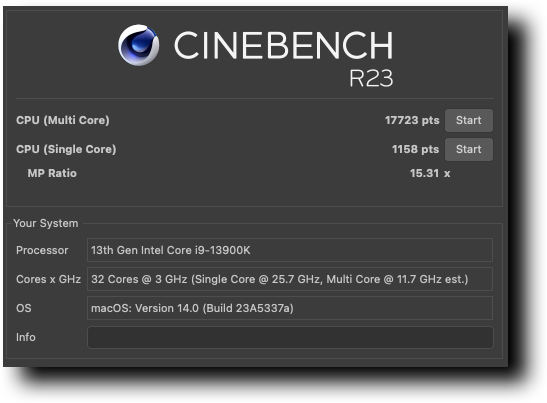 CINEBENCH
R23
CPU (Multi Core) 17723 pts Start
CPU (Single Core) 1158 pts Start
MP Ratio 15.31 x
Your System
Processor 13th Gen Intel Core i9-13900K
Cores x GHz 32 Cores @ 3 GHz (Single Core @ 25.7 GHz, Multi Core @ 11.7 GHz est.)
OS macOS: Version 14.0 (Build 23A5337a)
Info